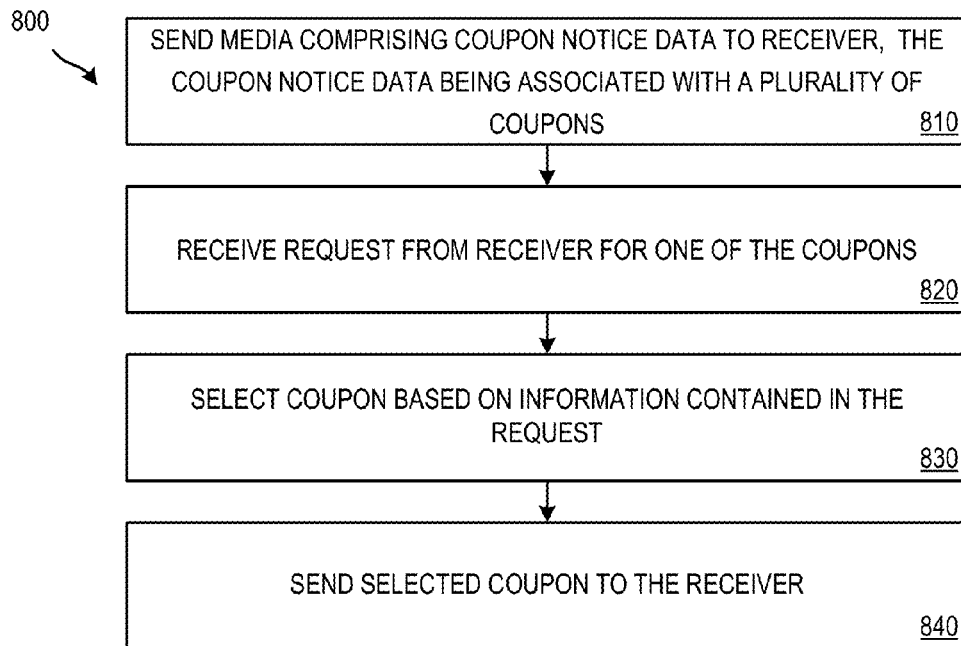 800
SEND MEDIA COMPRISING COUPON NOTICE DATA TO RECEIVER, THE
COUPON NOTICE DATA BEING ASSOCIATED WITH A PLURALITY OF
COUPONS
810
RECEIVE REQUEST FROM RECEIVER FOR ONE OF THE COUPONS
820
SELECT COUPON BASED ON INFORMATION CONTAINED IN THE
REQUEST
830
SEND SELECTED COUPON TO THE RECEIVER
840